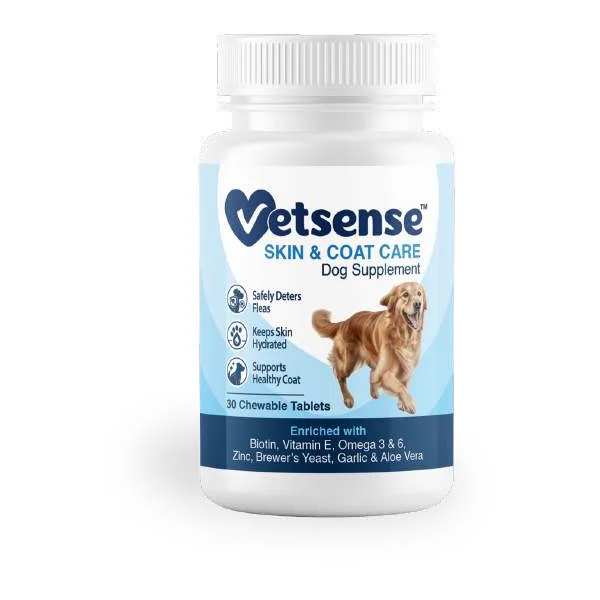 Vetsense™
SKIN & COAT CARE
Dog Supplement
Safely Deters
Fleas
Keeps Skin
Hydrated
Supports
Healthy Coat
30 Chewable Tablets
Enriched with
Biotin, Vitamin E, Omega 3 & 6,
Zinc, Brewer's Yeast, Garlic & Aloe Vera